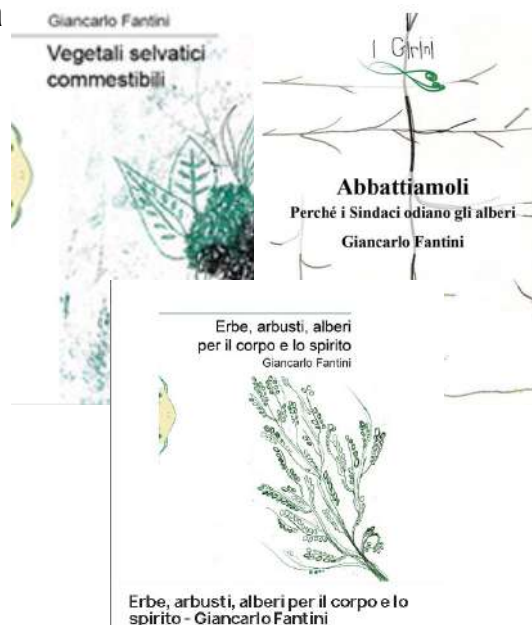 Giancarlo Fantini
Vegetali selvatici
commestibili
Abbattiamoli
Perché i Sindaci odiano gli alberi
Giancarlo Fantini
Erbe, arbusti, alberi
per il corpo e lo spirito
Giancarlo Fantini
Erbe, arbusti, alberi per il corpo e lo
spirito - Giancarlo Fantini